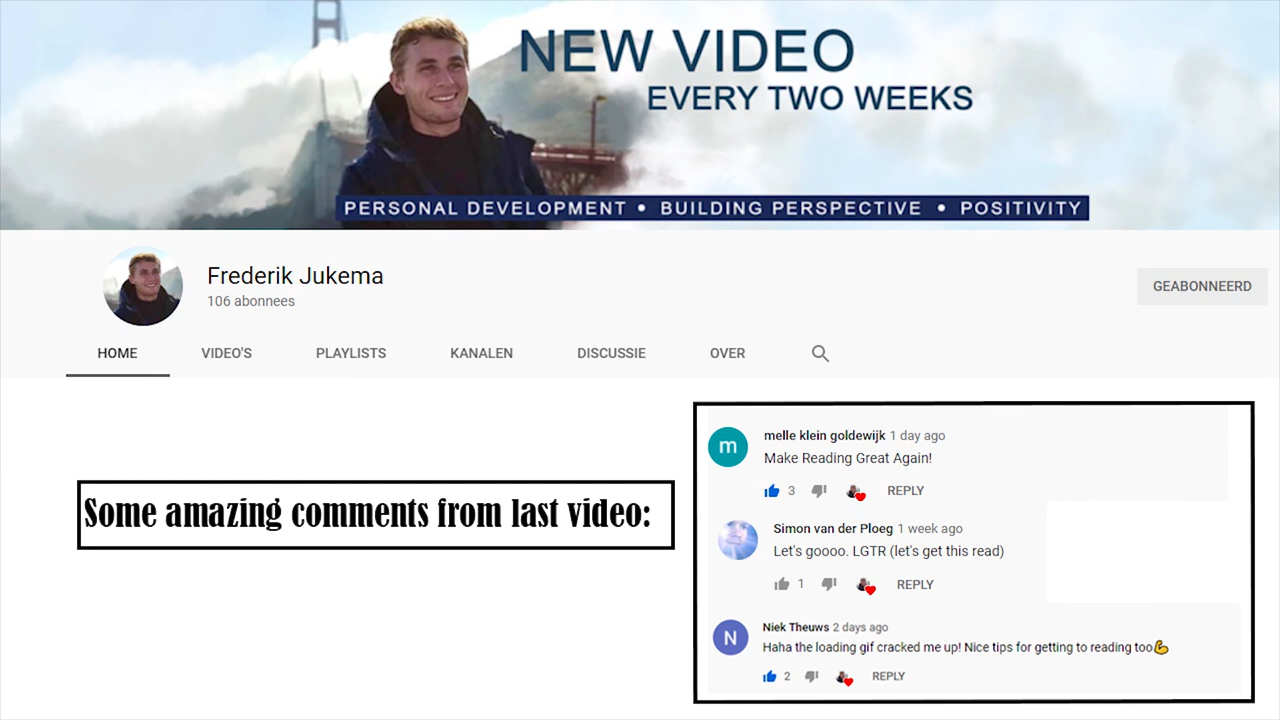 NEW VIDEO
EVERY TWO WEEKS
PERSONAL DEVELOPMENT • BUILDING PERSPECTIVE • POSITIVITY
Frederik Jukema
106 abonnees
GEABONNEERD
HOME VIDEO'S PLAYLISTS KANALEN DISCUSSIE OVER
Some amazing comments from last video:
m
melle klein goldewijk 1 day ago
Make Reading Great Again!
3 REPLY
Simon van der Ploeg 1 week ago
Let's goooo. LGTR (let's get this read)
1 REPLY
N
Niek Theuws 2 days ago
Haha the loading gif cracked me up! Nice tips for getting to reading too💪
2 REPLY